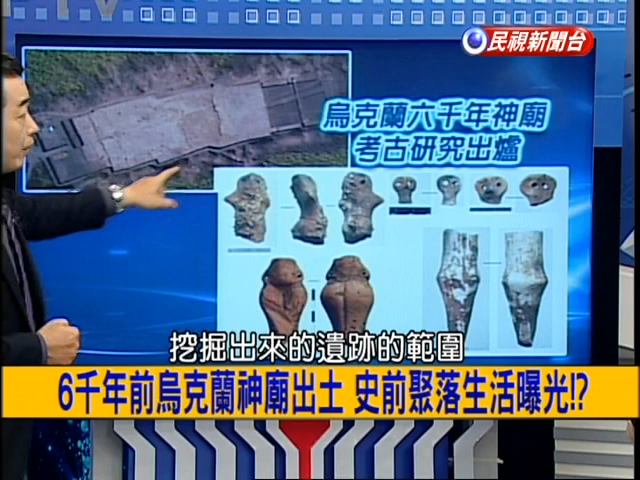 民視新聞台
烏克蘭六千年神廟
考古研究出爐
挖掘出來的遺跡的範圍
6千年前烏克蘭神廟出土 史前聚落生活曝光!?